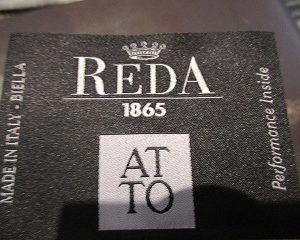 REDA
1865
MADE IN ITALY - BIELLA
AT
TO
Performance Inside